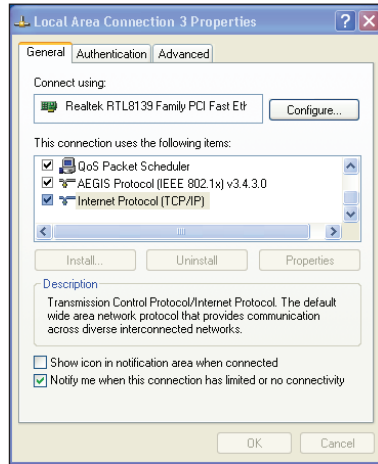 Local Area Connection 3 Properties
General Authentication Advanced
Connect using:
Realtek RTL8139 Family PCI Fast Eth
Configure...
This connection uses the following items:
QoS Packet Scheduler
AEGIS Protocol (IEEE 802.1x) v3.4.3.0
Internet Protocol (TCP/IP)
Install... Uninstall Properties
Description
Transmission Control Protocol/Internet Protocol. The default
wide area network protocol that provides communication
across diverse interconnected networks.
Show icon in notification area when connected
Notify me when this connection has limited or no connectivity
OK Cancel